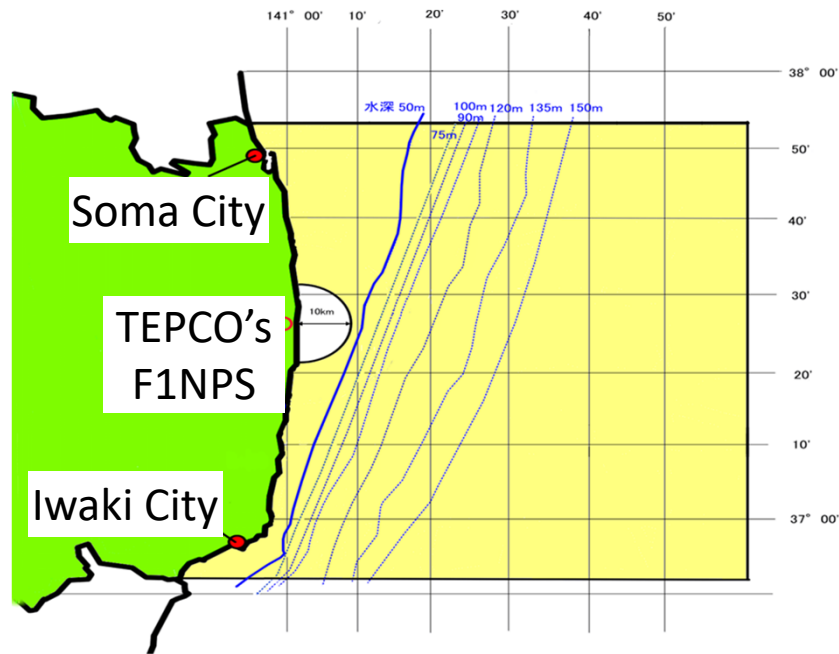 141° 00' 10' 20' 30' 40' 50'
38° 00'
水深 50m 100m 120m 135m 150m
90m
75m
50'
Soma City
40'
30'
10km
TEPCO's
F1NPS
20'
10'
Iwaki City
37° 00'